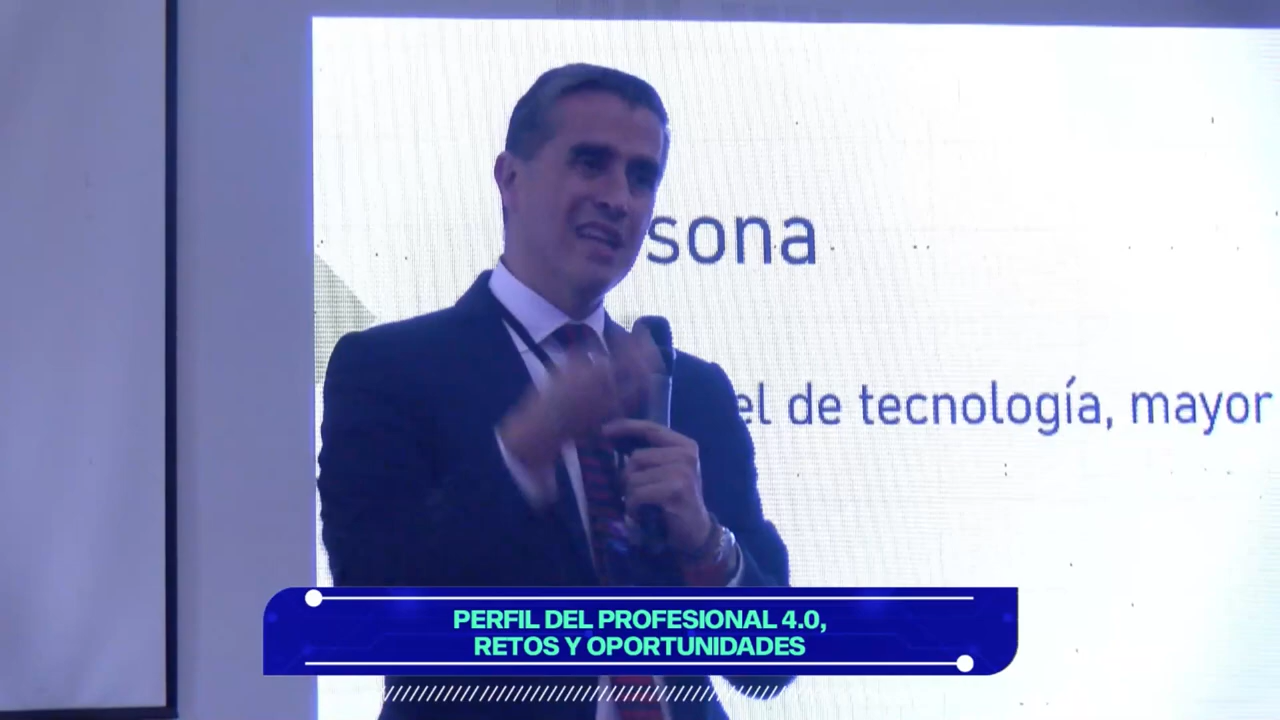 sona
el de tecnología, mayor
PERFIL DEL PROFESIONAL 4.0,
RETOS Y OPORTUNIDADES